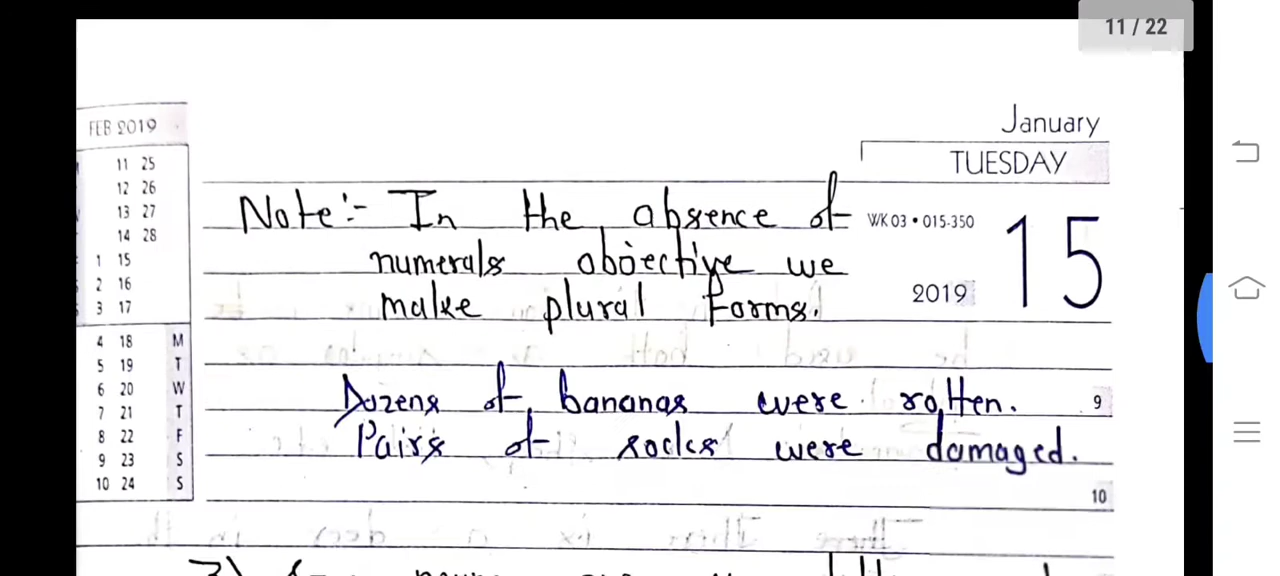 11 / 22
January
FEB 2019
TUESDAY
11 25
12 26
13 27
14 28
1 15
2 16
3 17
4 18 M
5 19 T
6 20 W
7 21 T
8 22 F
9 23 S
10 24 S
WK 03 • 015-350
15
2019
Note:- In the absence of
numerals objective we
make plural forms.
Dozens of bananas were rotten.
9
Pairs of socks were damaged.
10